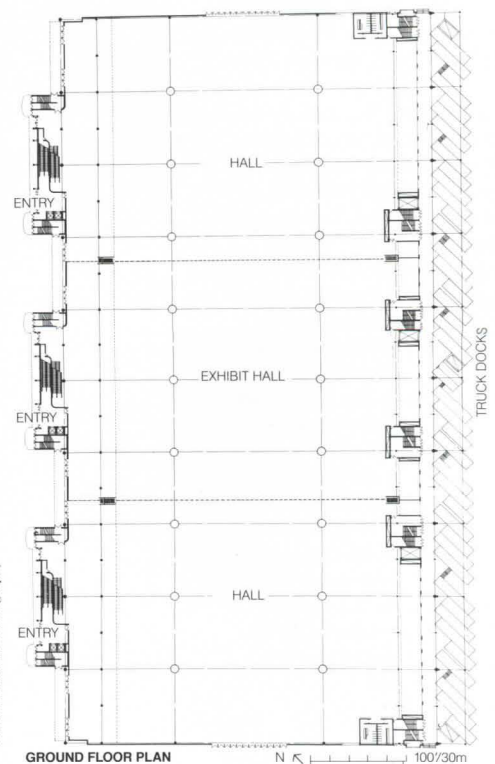 HALL
ENTRY
EXHIBIT HALL
TRUCK DOCKS
ENTRY
HALL
ENTRY
GROUND FLOOR PLAN
N
100'/30m